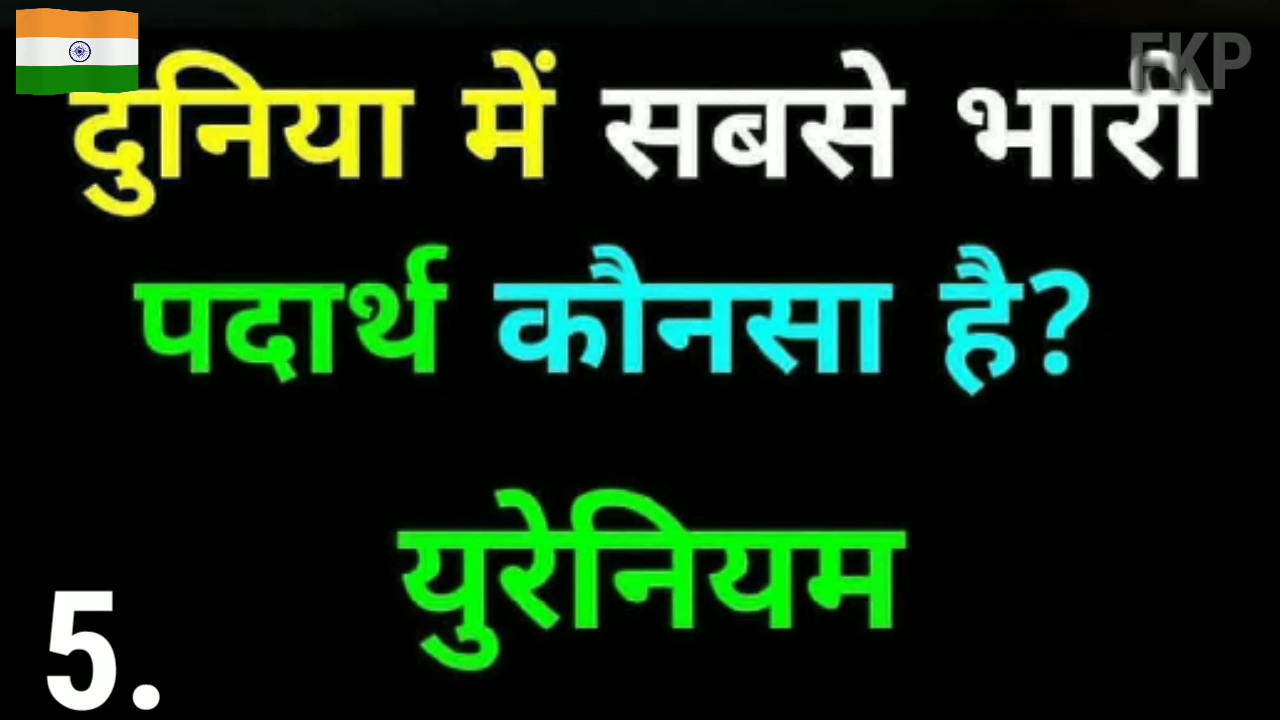 FKP
दुनिया में सबसे भारी
पदार्थ कौनसा है?
युरेनियम
5.